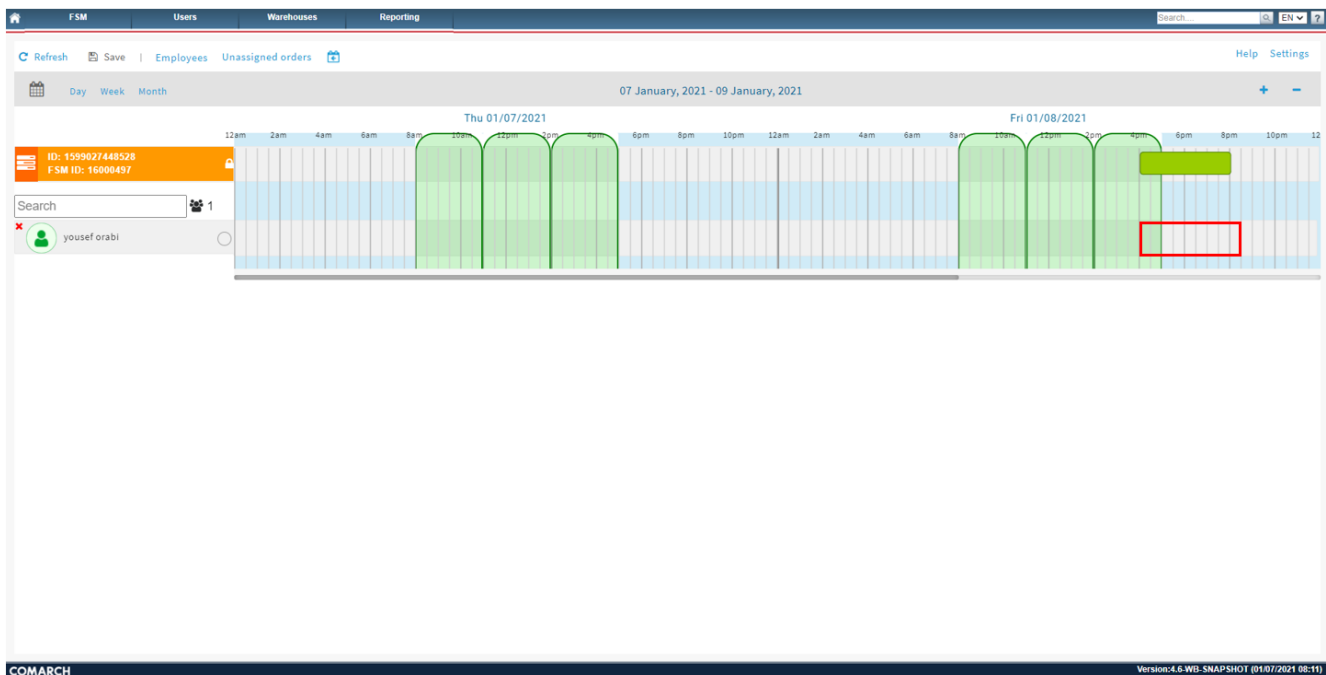 FSM Users Warehouses Reporting Search... EN ?
Refresh Save | Employees Unassigned orders Help Settings
Day Week Month 07 January, 2021 - 09 January, 2021 + −
Thu 01/07/2021 Fri 01/08/2021
12am 2am 4am 6am 8am 10am 12pm 2pm 4pm 6pm 8pm 10pm 12am 2am 4am 6am 8am 10am 12pm 2pm 4pm 6pm 8pm 10pm 12
ID: 1599027448528
FSM ID: 16000497
Search 1
yousef orabi
COMARCH Version:4.6-WB-SNAPSHOT (01/07/2021 08:11)